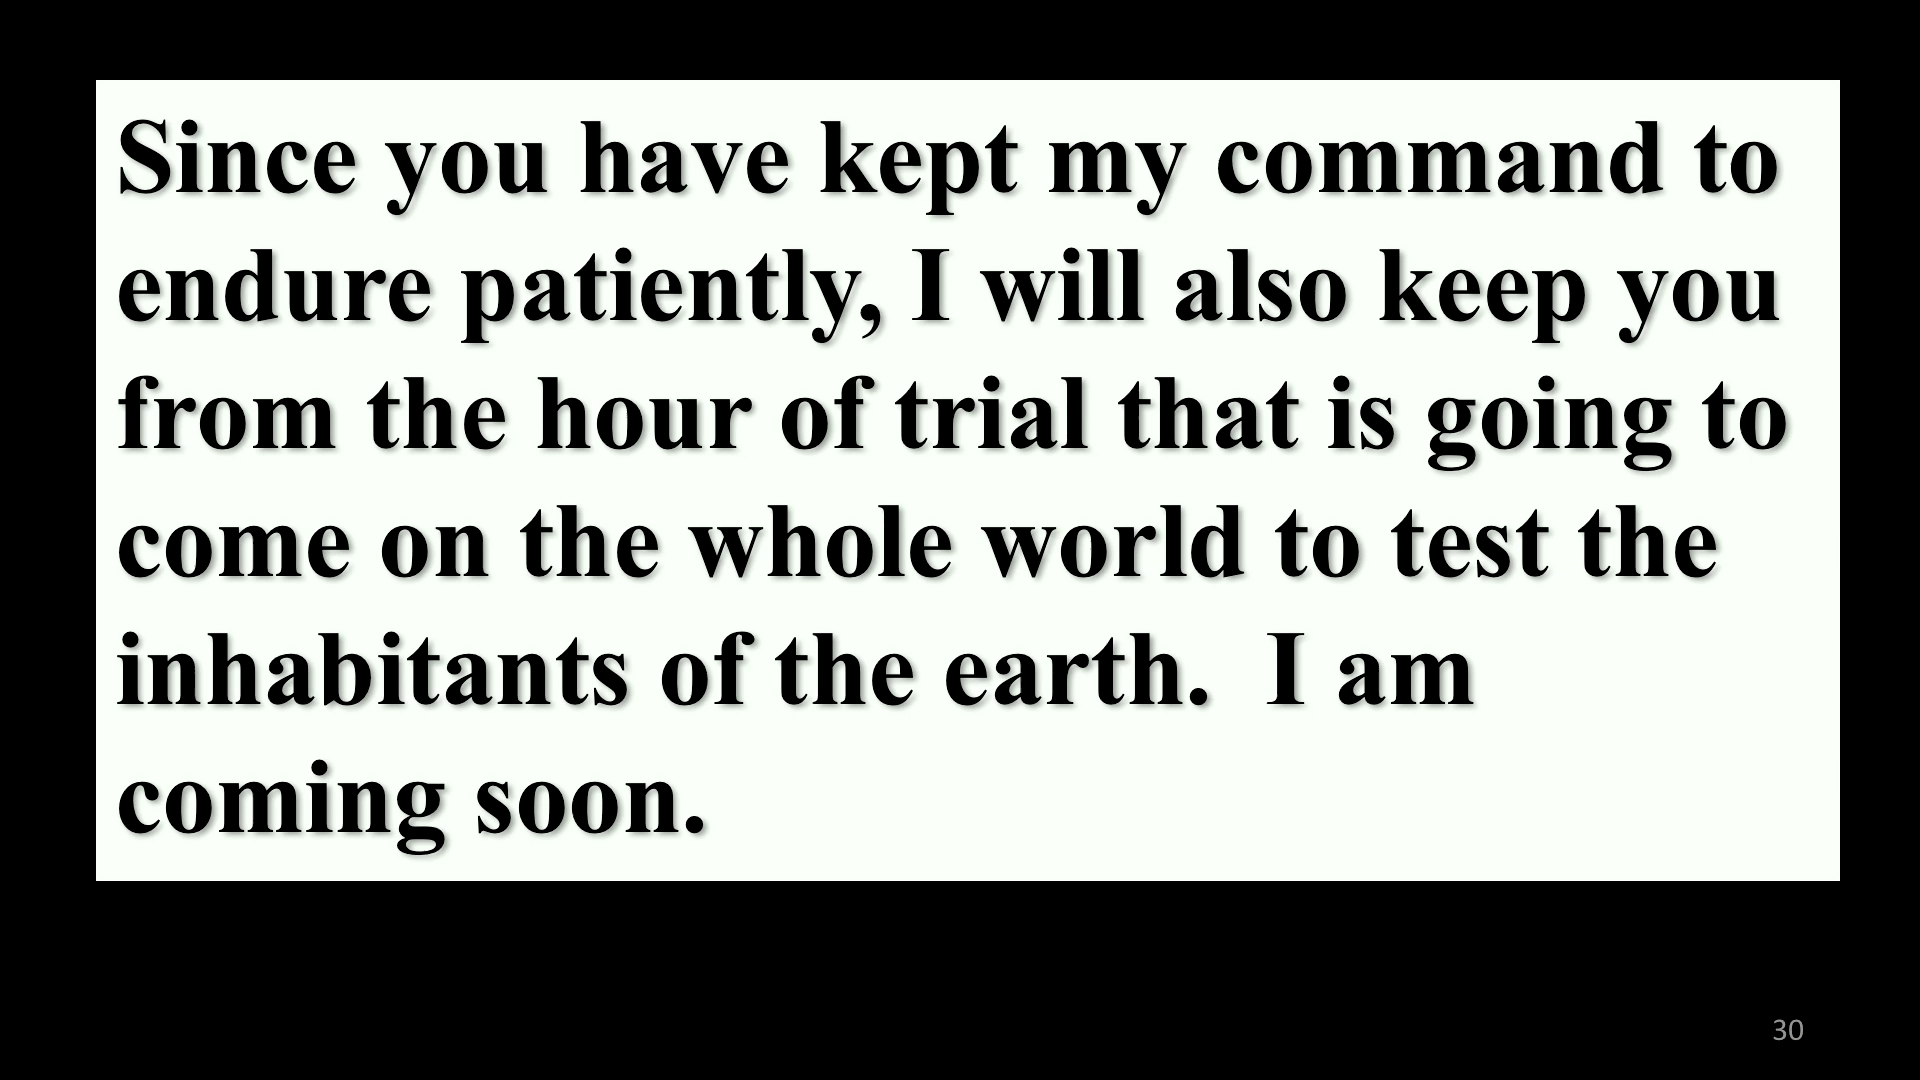 Since you have kept my command to
endure patiently, I will also keep you
from the hour of trial that is going to
come on the whole world to test the
inhabitants of the earth.  I am
coming soon.
30